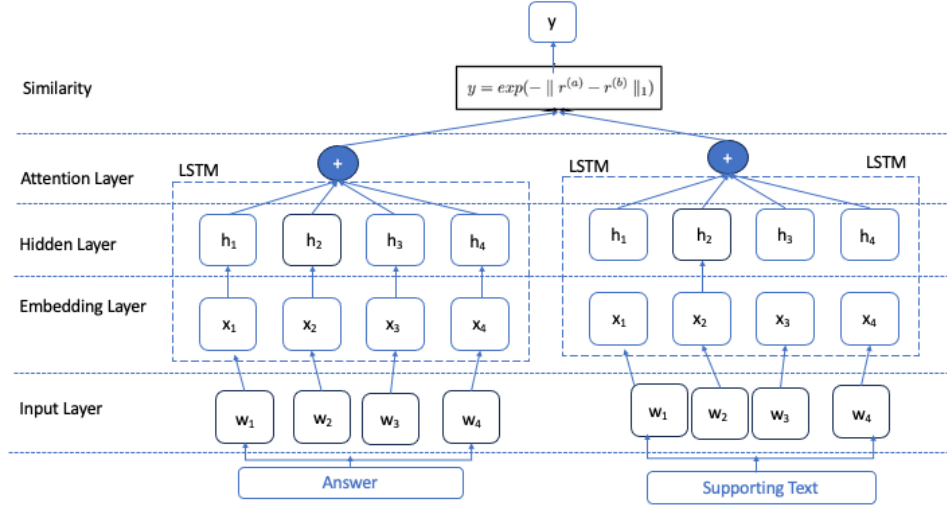 y
Similarity
y = exp(− ∥ r^(a) − r^(b) ∥₁)
Attention Layer
LSTM
+
LSTM
+
LSTM
Hidden Layer
h₁ h₂ h₃ h₄
h₁ h₂ h₃ h₄
Embedding Layer
x₁ x₂ x₃ x₄
x₁ x₂ x₃ x₄
Input Layer
w₁ w₂ w₃ w₄
w₁ w₂ w₃ w₄
Answer
Supporting Text